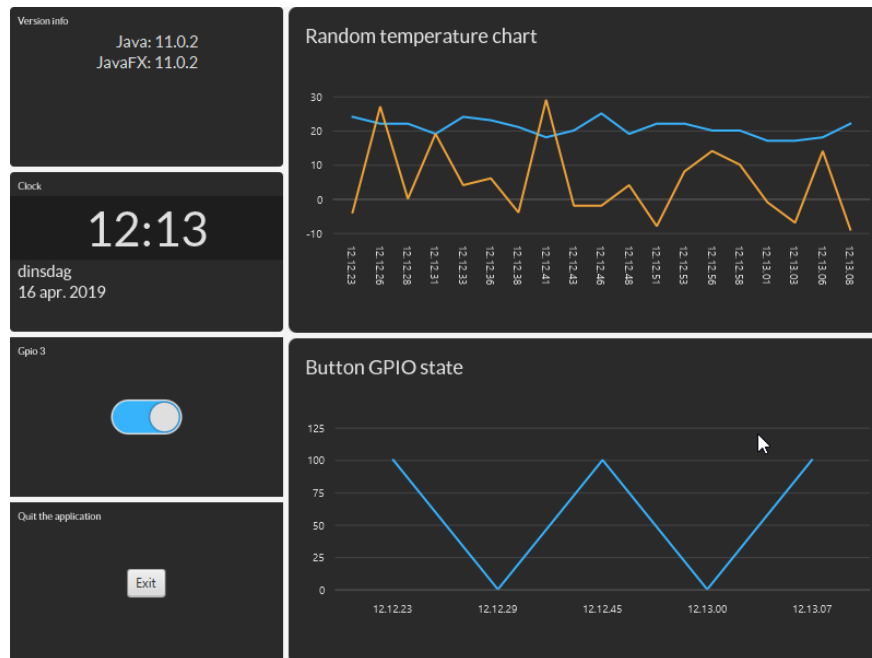 Version info
Java: 11.0.2
JavaFX: 11.0.2
Clock
12:13
dinsdag
16 apr. 2019
Gpio 3
Quit the application
Exit
Random temperature chart
30
20
10
0
-10
12.12.23
12.12.26
12.12.28
12.12.31
12.12.33
12.12.36
12.12.38
12.12.41
12.12.43
12.12.46
12.12.48
12.12.51
12.12.53
12.12.56
12.12.58
12.13.01
12.13.03
12.13.06
12.13.08
Button GPIO state
125
100
75
50
25
0
12.12.23 12.12.29 12.12.45 12.13.00 12.13.07